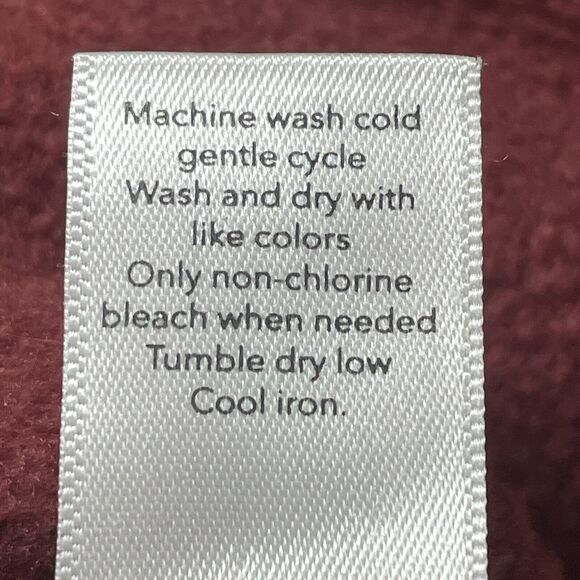 Machine wash cold
gentle cycle
Wash and dry with
like colors
Only non-chlorine
bleach when needed
Tumble dry low
Cool iron.